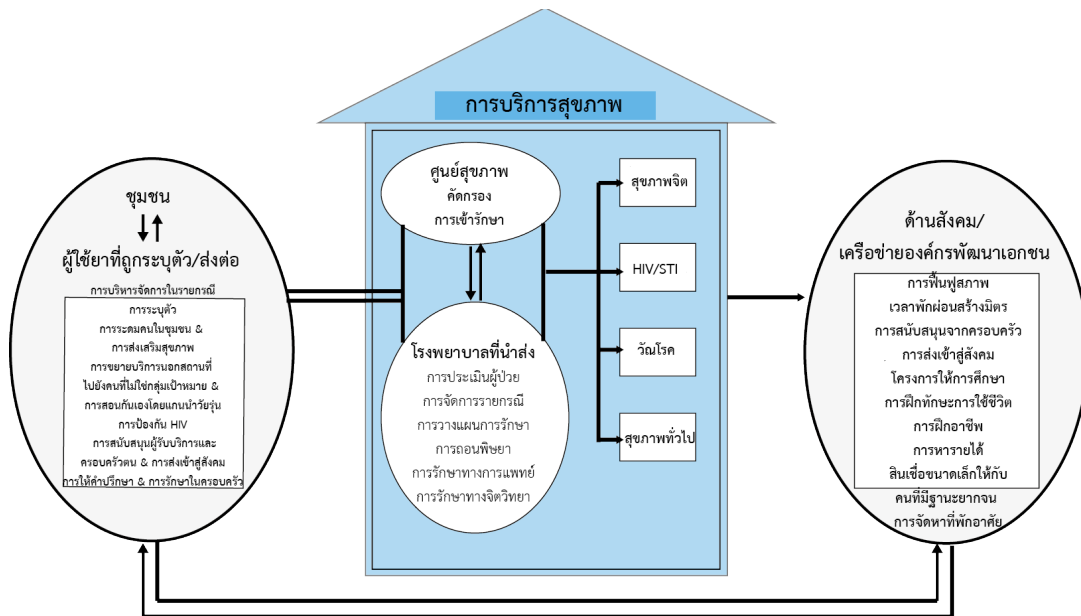 การบริการสุขภาพ
ชุมชน
ผู้ใช้ยาที่ถูกระบุตัว/ส่งต่อ
การบริหารจัดการในรายกรณี
การระบุตัว
การระดมคนในชุมชน &
การส่งเสริมสุขภาพ
การขยายบริการนอกสถานที่
ไปยังคนที่ไม่ใช่กลุ่มเป้าหมาย &
การสอนกันเองโดยแกนนำวัยรุ่น
การป้องกัน HIV
การสนับสนุนผู้รับบริการและ
ครอบครัวตน & การส่งเข้าสู่สังคม
การให้คำปรึกษา & การรักษาในครอบครัว
ศูนย์สุขภาพ
คัดกรอง
การเข้ารักษา
โรงพยาบาลที่นำส่ง
การประเมินผู้ป่วย
การจัดการรายกรณี
การวางแผนการรักษา
การถอนพิษยา
การรักษาทางการแพทย์
การรักษาทางจิตวิทยา
สุขภาพจิต
HIV/STI
วัณโรค
สุขภาพทั่วไป
ด้านสังคม/
เครือข่ายองค์กรพัฒนาเอกชน
การฟื้นฟูสภาพ
เวลาพักผ่อนสร้างมิตร
การสนับสนุนจากครอบครัว
การส่งเข้าสู่สังคม
โครงการให้การศึกษา
การฝึกทักษะการใช้ชีวิต
การฝึกอาชีพ
การหารายได้
สินเชื่อขนาดเล็กให้กับ
คนที่มีฐานะยากจน
การจัดหาที่พักอาศัย